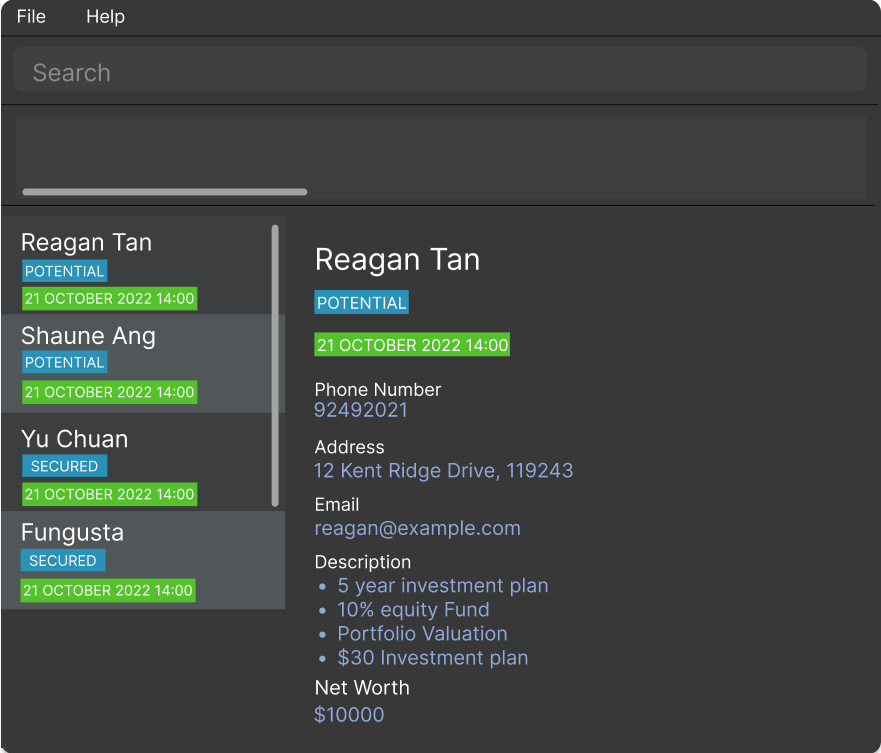 File Help
Search
Reagan Tan
POTENTIAL
21 OCTOBER 2022 14:00
Shaune Ang
POTENTIAL
21 OCTOBER 2022 14:00
Yu Chuan
SECURED
21 OCTOBER 2022 14:00
Fungusta
SECURED
21 OCTOBER 2022 14:00
Reagan Tan
POTENTIAL
21 OCTOBER 2022 14:00
Phone Number
92492021
Address
12 Kent Ridge Drive, 119243
Email
reagan@example.com
Description
• 5 year investment plan
• 10% equity Fund
• Portfolio Valuation
• $30 Investment plan
Net Worth
$10000